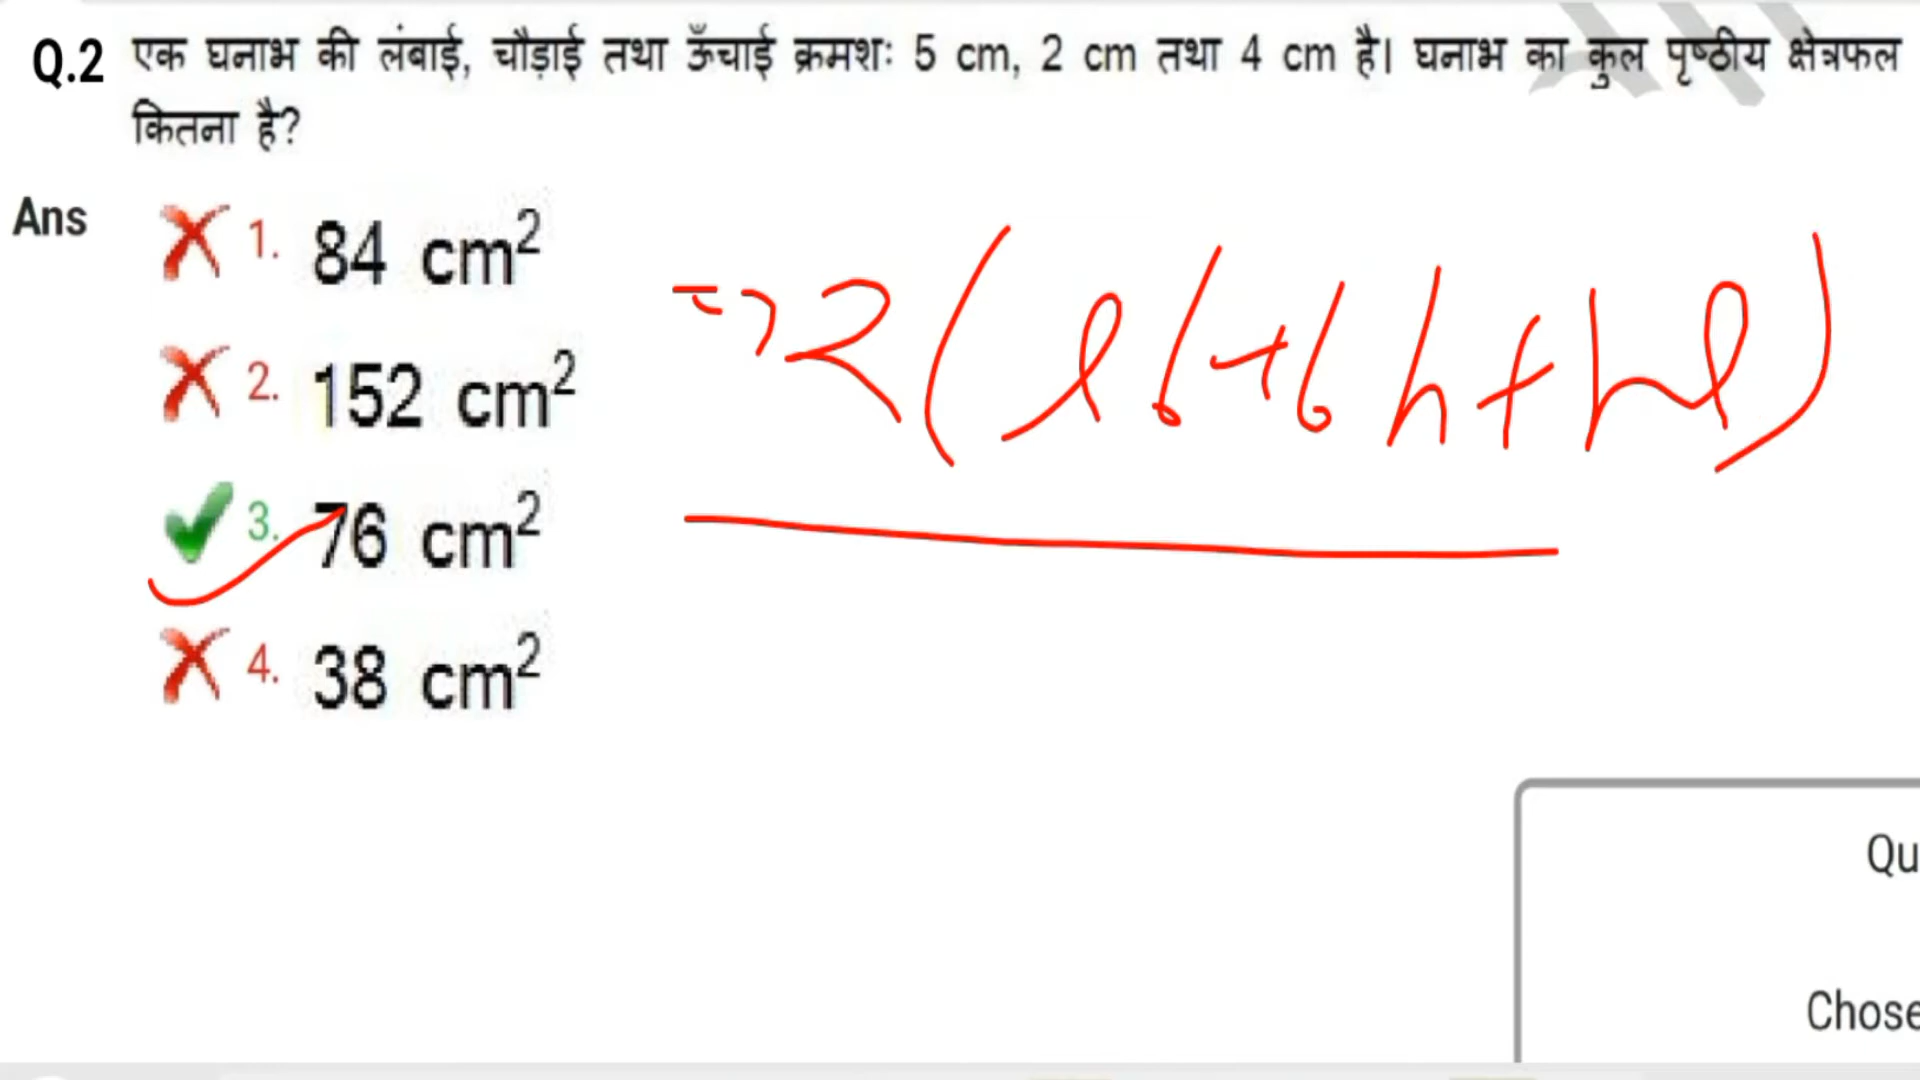 Q.2 एक घनाभ की लंबाई, चौड़ाई तथा ऊँचाई क्रमशः 5 cm, 2 cm तथा 4 cm है। घनाभ का कुल पृष्ठीय क्षेत्रफल
कितना है?
Ans 1. 84 cm²
2. 152 cm²
3. 76 cm²
4. 38 cm²
⇒ 2(lb+bh+hl)
Qu
Chose